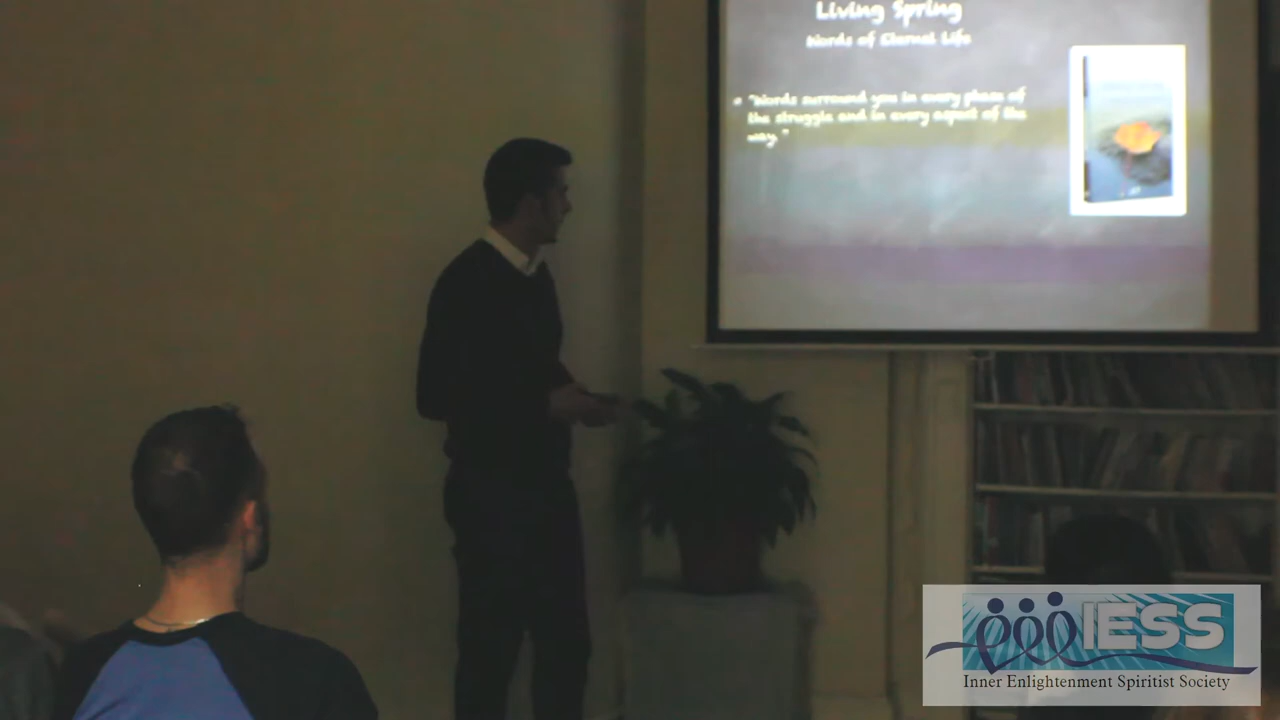 Living Spring
Words of Eternal Life
"Words surround you in every phase of
the struggle and in every aspect of the
way."
IESS
Inner Enlightenment Spiritist Society